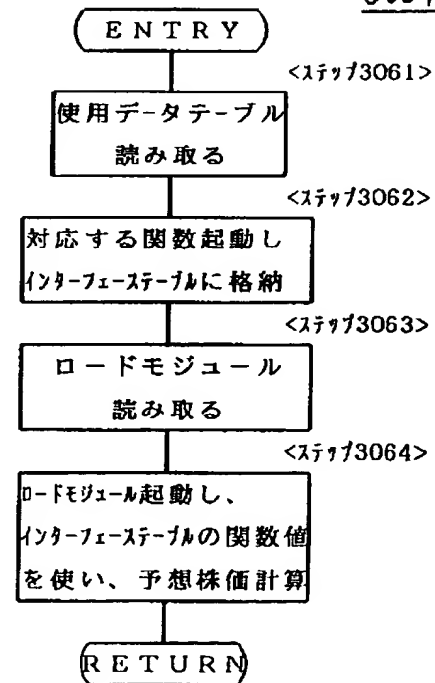 ENTRY
<ステップ3061>
使用データテーブル
読み取る
<ステップ3062>
対応する関数起動し
インターフェーステーブルに格納
<ステップ3063>
ロードモジュール
読み取る
<ステップ3064>
ロードモジュール起動し、
インターフェーステーブルの関数値
を使い、予想株価計算
RETURN